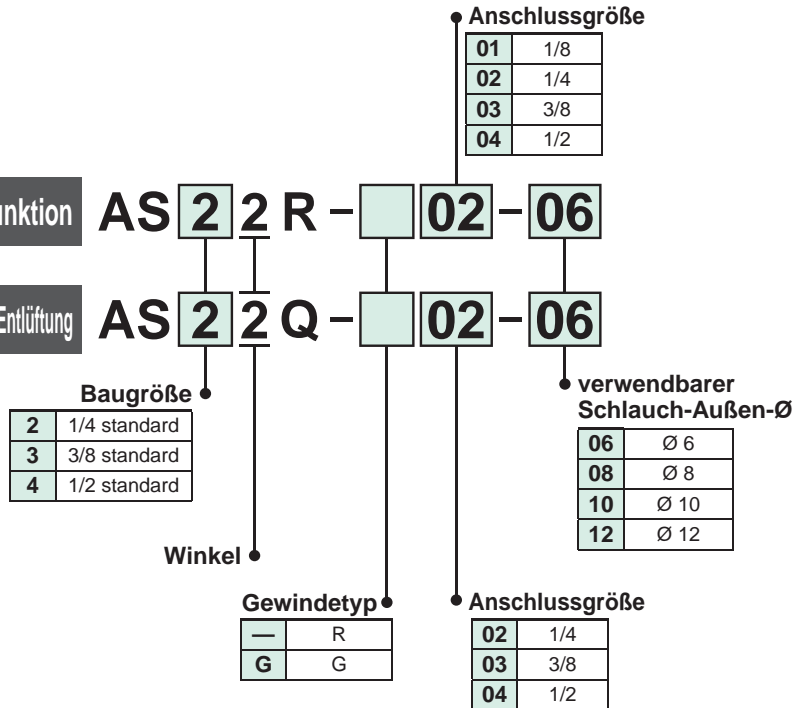 Anschlussgröße
01 1/8
02 1/4
03 3/8
04 1/2
AS 2 2 R – 02 – 06
Entlüftung AS 2 2 Q – 02 – 06
Baugröße
2 1/4 standard
3 3/8 standard
4 1/2 standard
verwendbarer
Schlauch-Außen-Ø
06 Ø 6
08 Ø 8
10 Ø 10
12 Ø 12
Winkel
Gewindetyp
— R
G G
Anschlussgröße
02 1/4
03 3/8
04 1/2